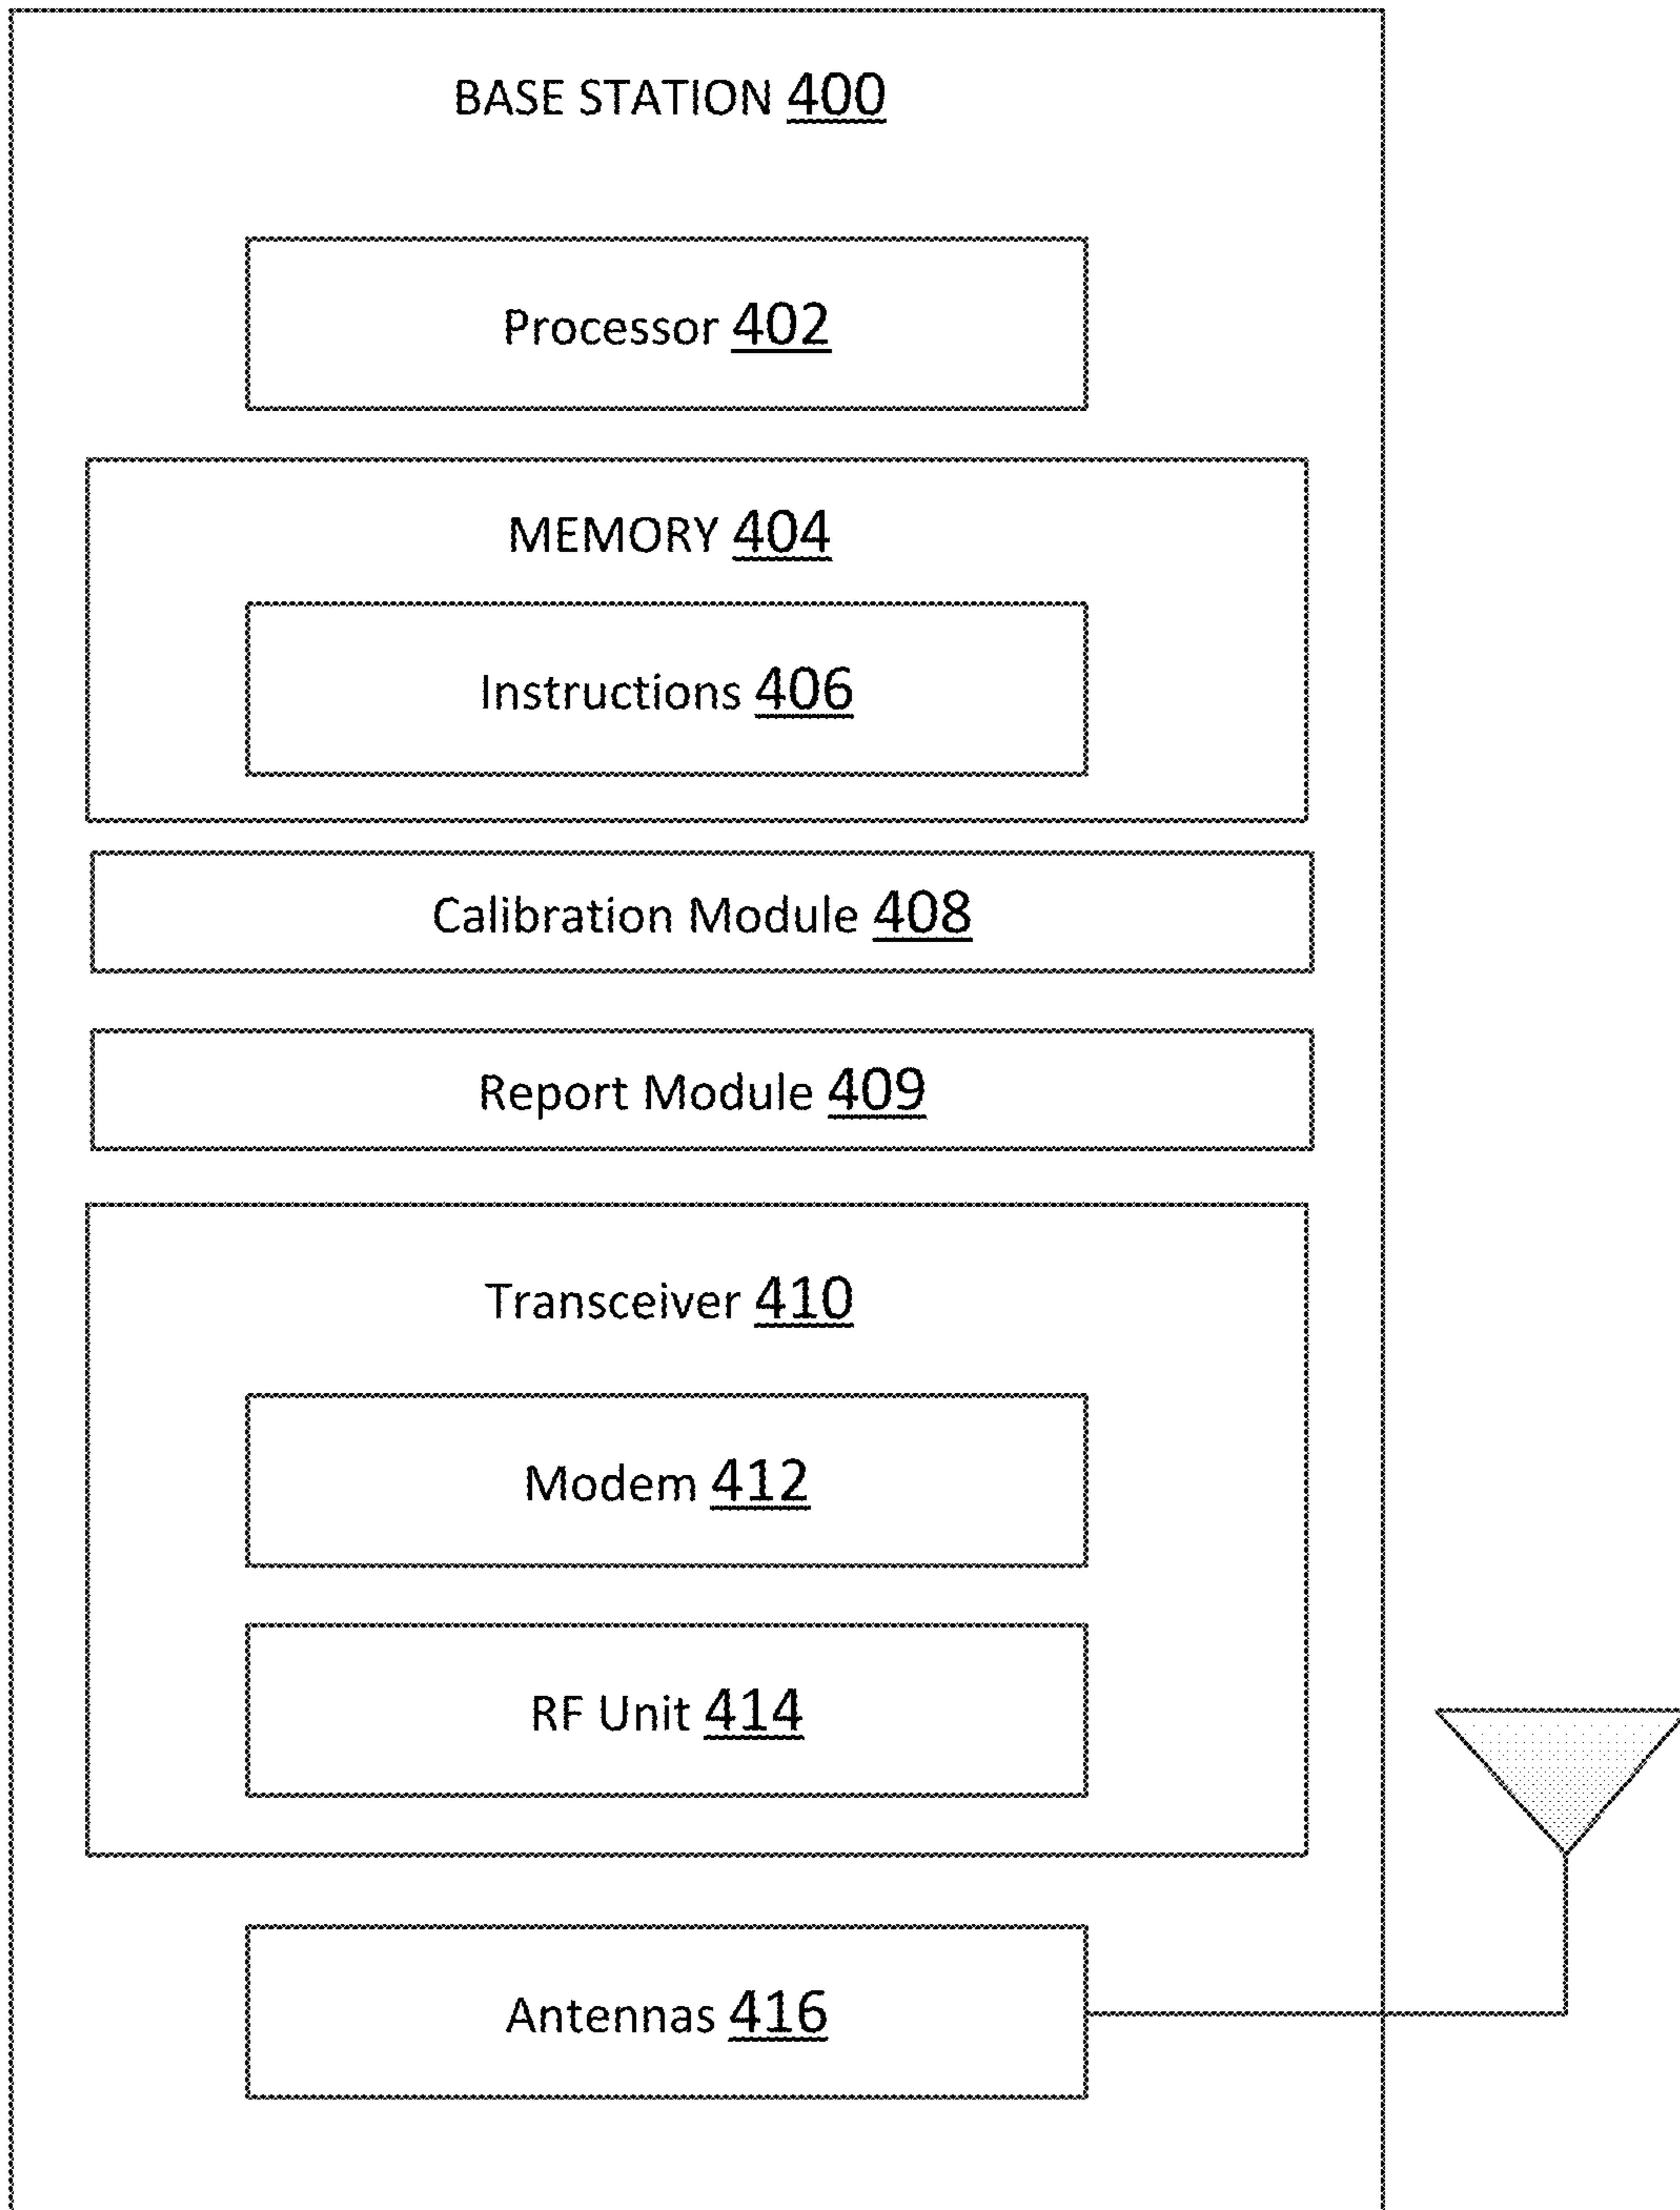 BASE STATION 400
Processor 402
MEMORY 404
Instructions 406
Calibration Module 408
Report Module 409
Transceiver 410
Modem 412
RF Unit 414
Antennas 416